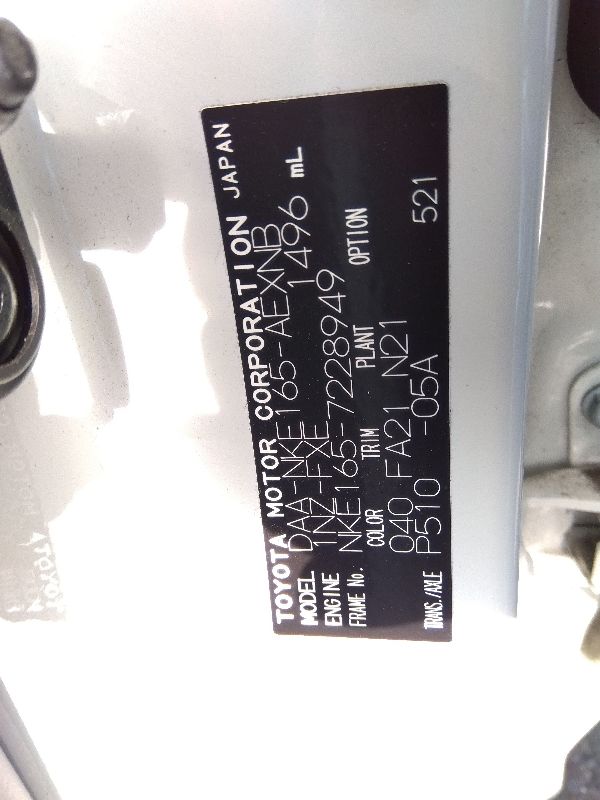 TOYOTA MOTOR CORPORATION JAPAN
MODEL DAA-NKE165-AEXNB
ENGINE 1NZ-FXE 1496 mL
FRAME No. NKE165-7228949
COLOR TRIM PLANT OPTION
040 FA21 N21
TRANS./AXLE P510 -05A 521